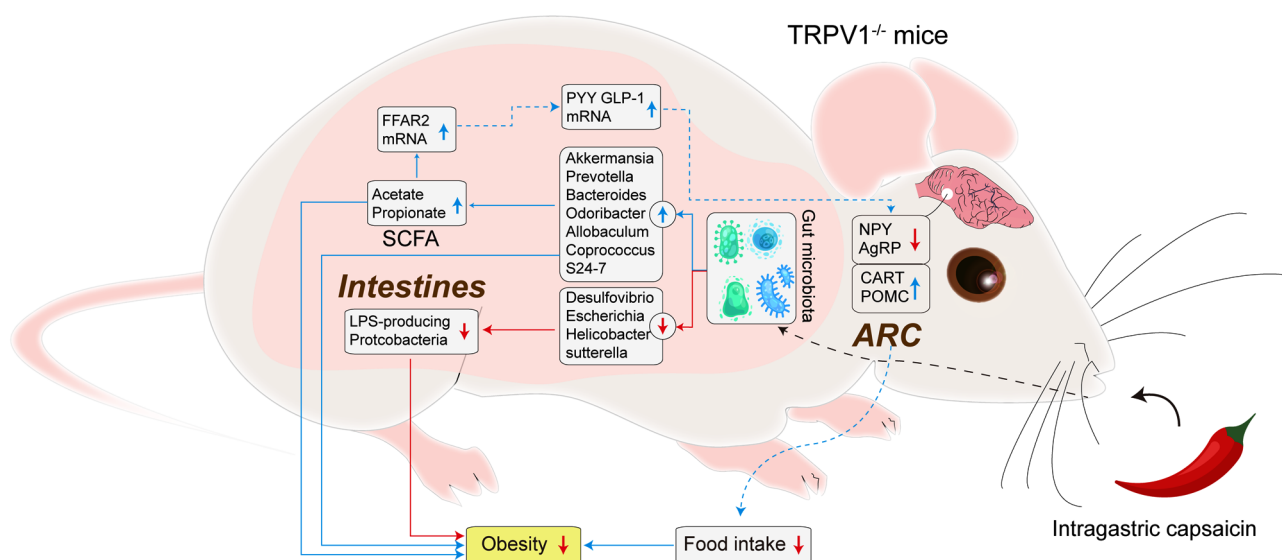 TRPV1-/- mice
PYY GLP-1
mRNA
FFAR2
mRNA
Akkermansia
Prevotella
Bacteroides
Odoribacter
Allobaculum
Coprococcus
S24-7
Acetate
Propionate
SCFA
Gut microbiota
NPY
AgRP
CART
POMC
ARC
Intestines
Desulfovibrio
Escherichia
Helicobacter
sutterella
LPS-producing
Protcobacteria
Intragastric capsaicin
Obesity
Food intake